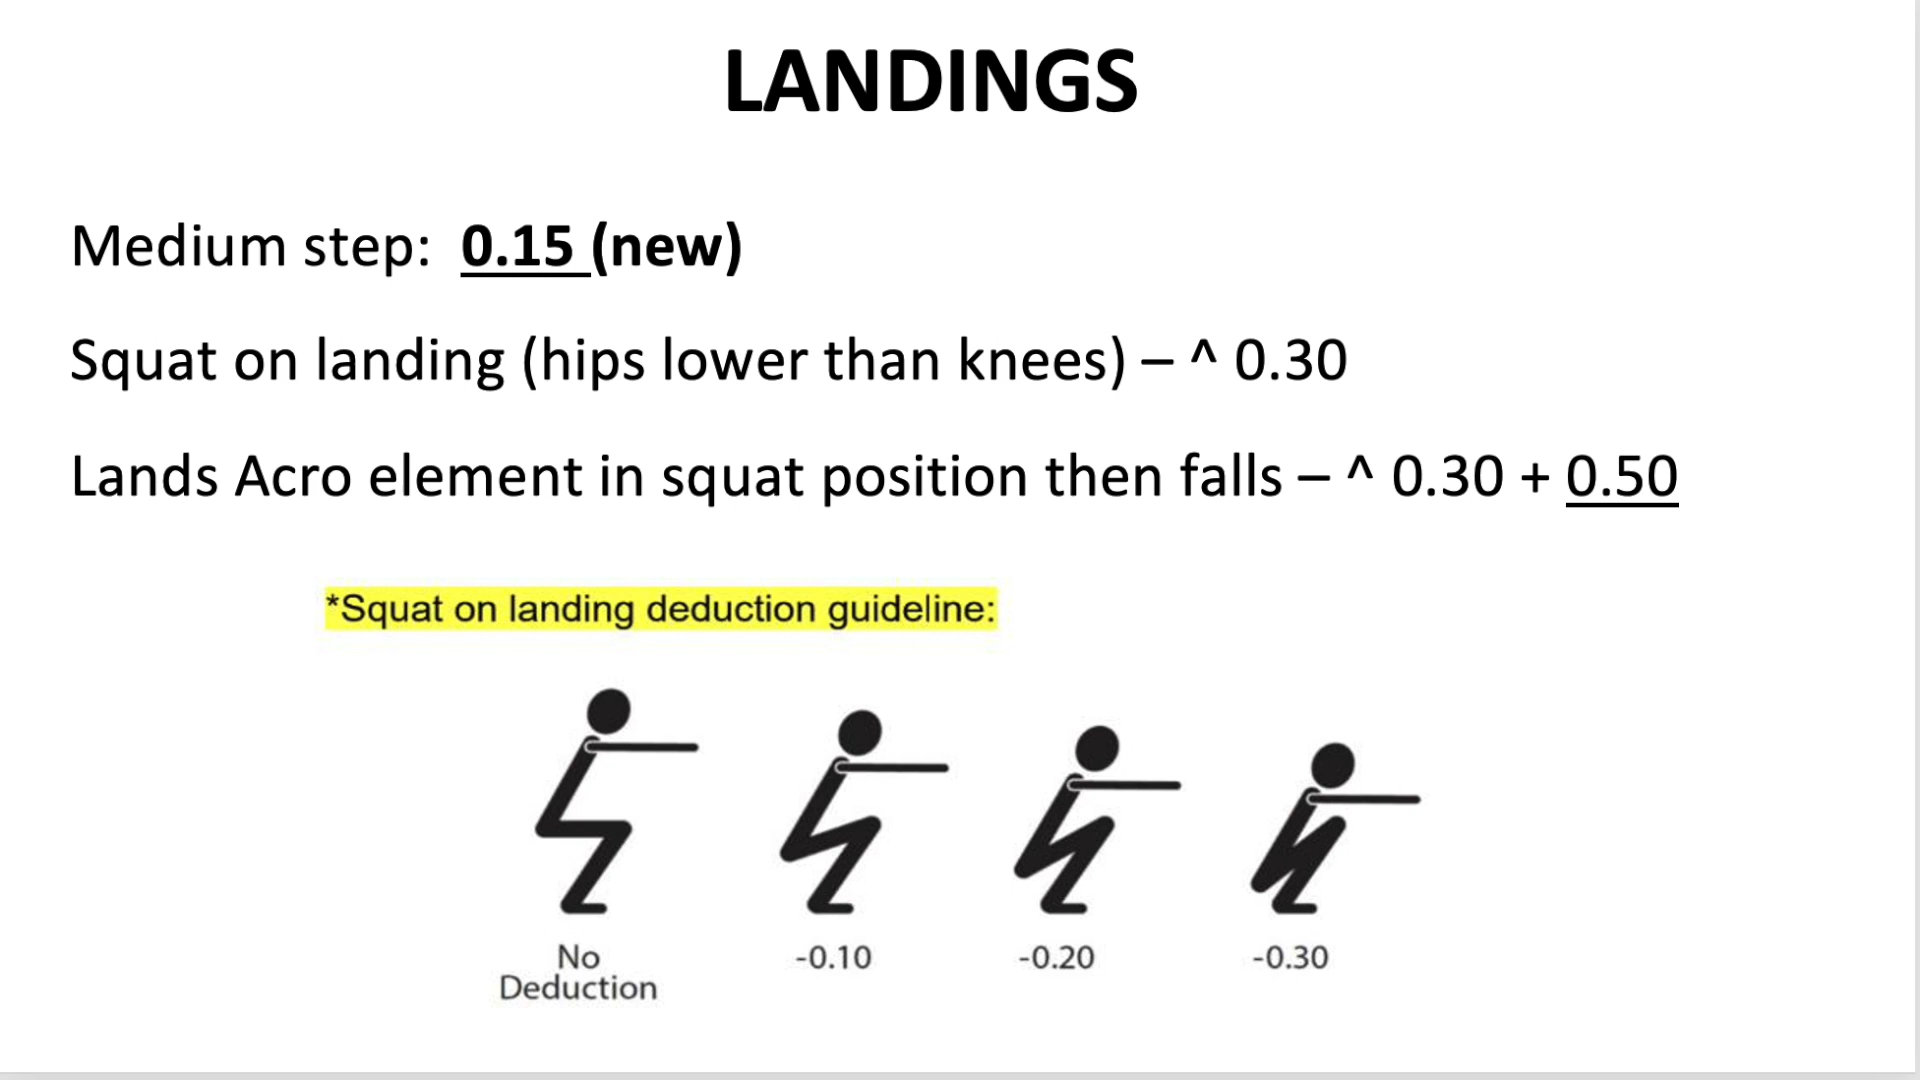 LANDINGS
Medium step: 0.15 (new)
Squat on landing (hips lower than knees) – ^ 0.30
Lands Acro element in squat position then falls – ^ 0.30 + 0.50
*Squat on landing deduction guideline:
No
Deduction
-0.10
-0.20
-0.30